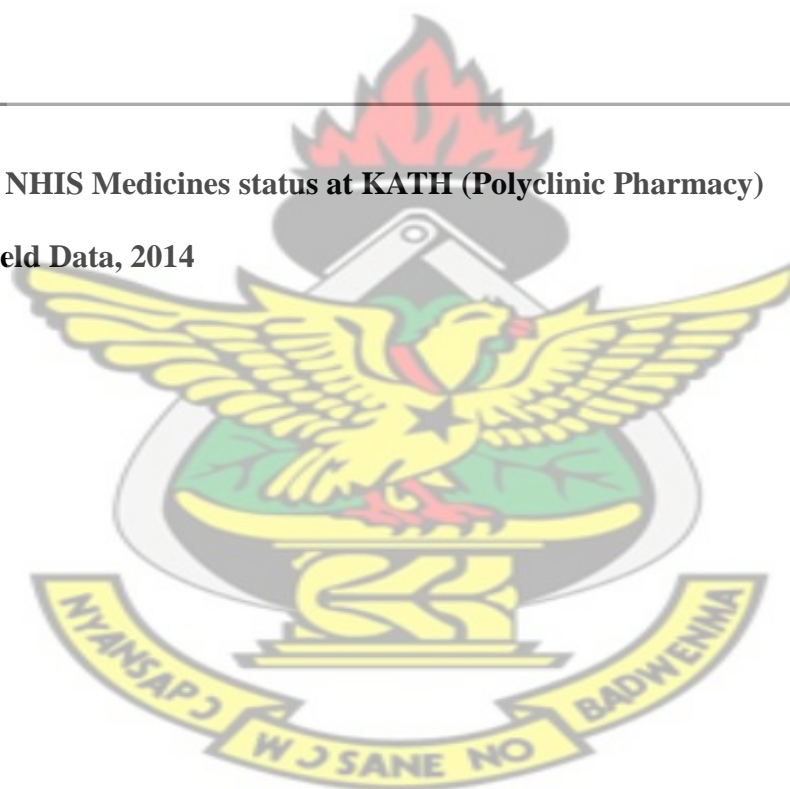 NHIS Medicines status at KATH (Polyclinic Pharmacy)
eld Data, 2014
NYANSAPƆ
WƆSANE NO
BADWENMA